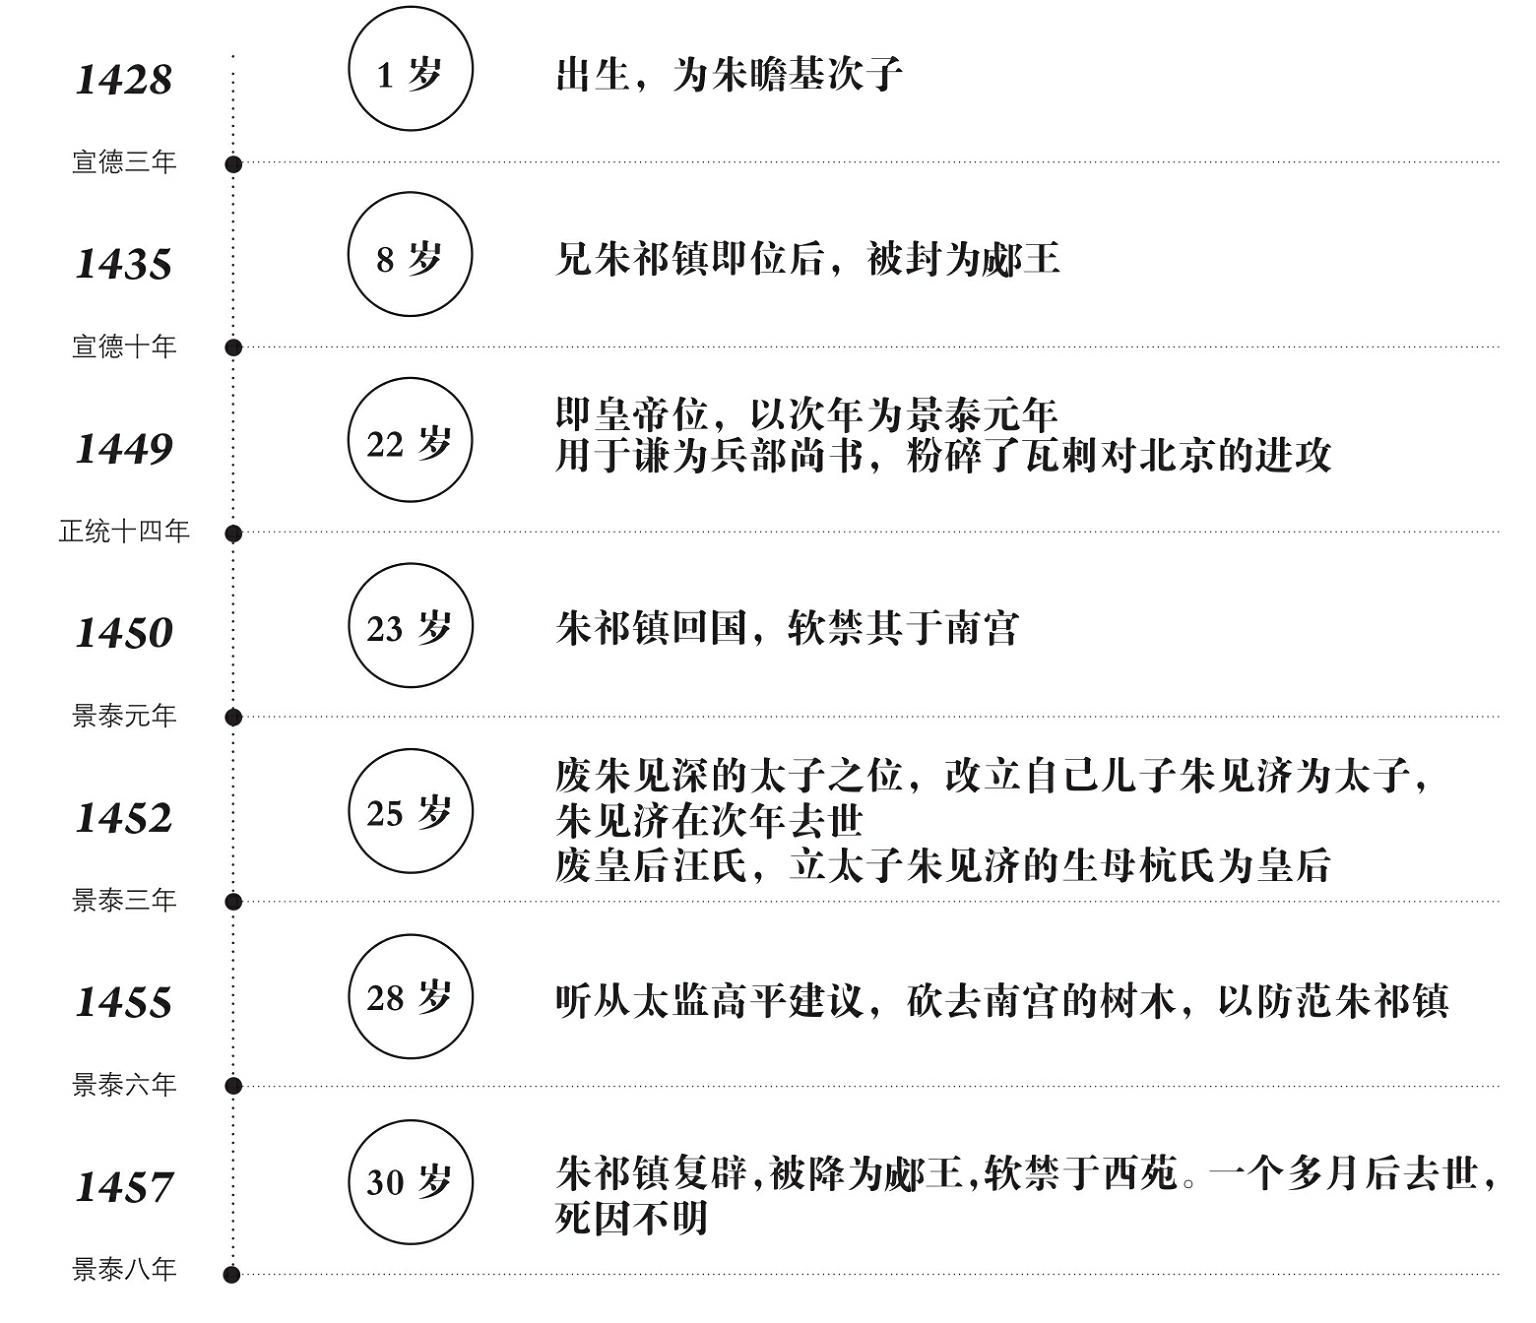 1428
1 岁
出生，为朱瞻基次子
宣德三年
1435
8 岁
兄朱祁镇即位后，被封为郕王
宣德十年
1449
22 岁
即皇帝位，以次年为景泰元年
用于谦为兵部尚书，粉碎了瓦剌对北京的进攻
正统十四年
1450
23 岁
朱祁镇回国，软禁其于南宫
景泰元年
1452
25 岁
废朱见深的太子之位，改立自己儿子朱见济为太子，
朱见济在次年去世
废皇后汪氏，立太子朱见济的生母杭氏为皇后
景泰三年
1455
28 岁
听从太监高平建议，砍去南宫的树木，以防范朱祁镇
景泰六年
1457
30 岁
朱祁镇复辟，被降为郕王，软禁于西苑。一个多月后去世，
死因不明
景泰八年